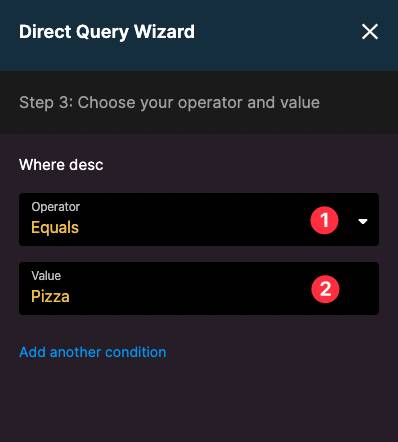 Direct Query Wizard
Step 3: Choose your operator and value
Where desc
Operator
Equals
1
Value
Pizza
2
Add another condition